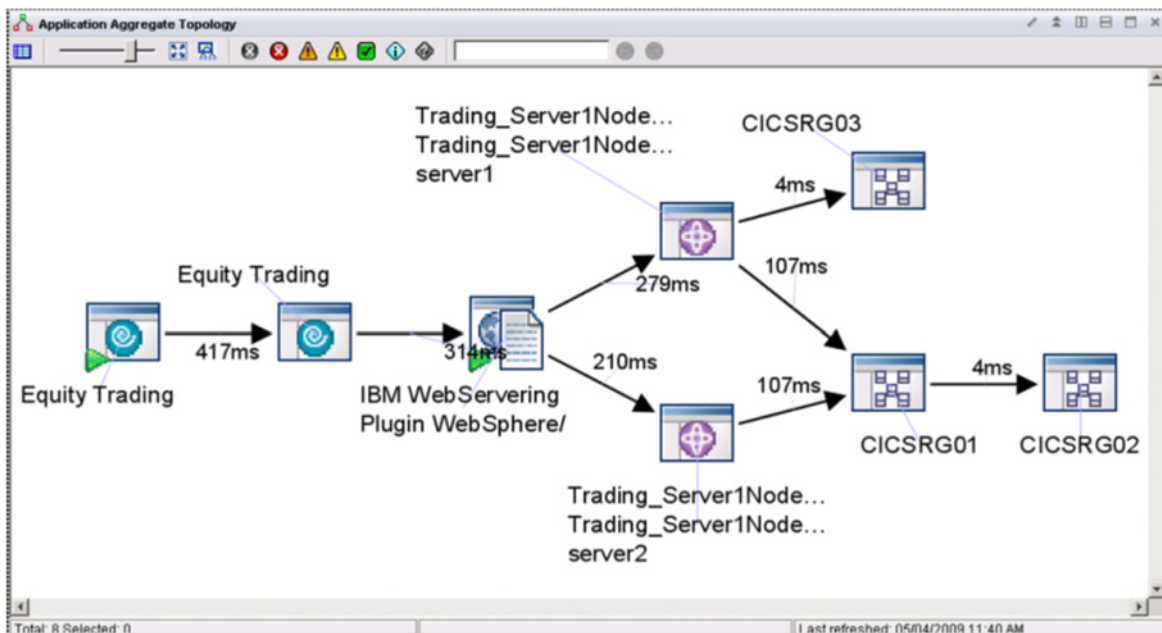 Application Aggregate Topology
Trading_Server1Node...
Trading_Server1Node...
server1
CICSRG03
4ms
Equity Trading
279ms
107ms
417ms
314ms
Equity Trading
IBM WebServering
Plugin WebSphere/
210ms
107ms
4ms
CICSRG01
CICSRG02
Trading_Server1Node...
Trading_Server1Node...
server2
Total: 8 Selected: 0
Last refreshed: 05/04/2009 11:40 AM